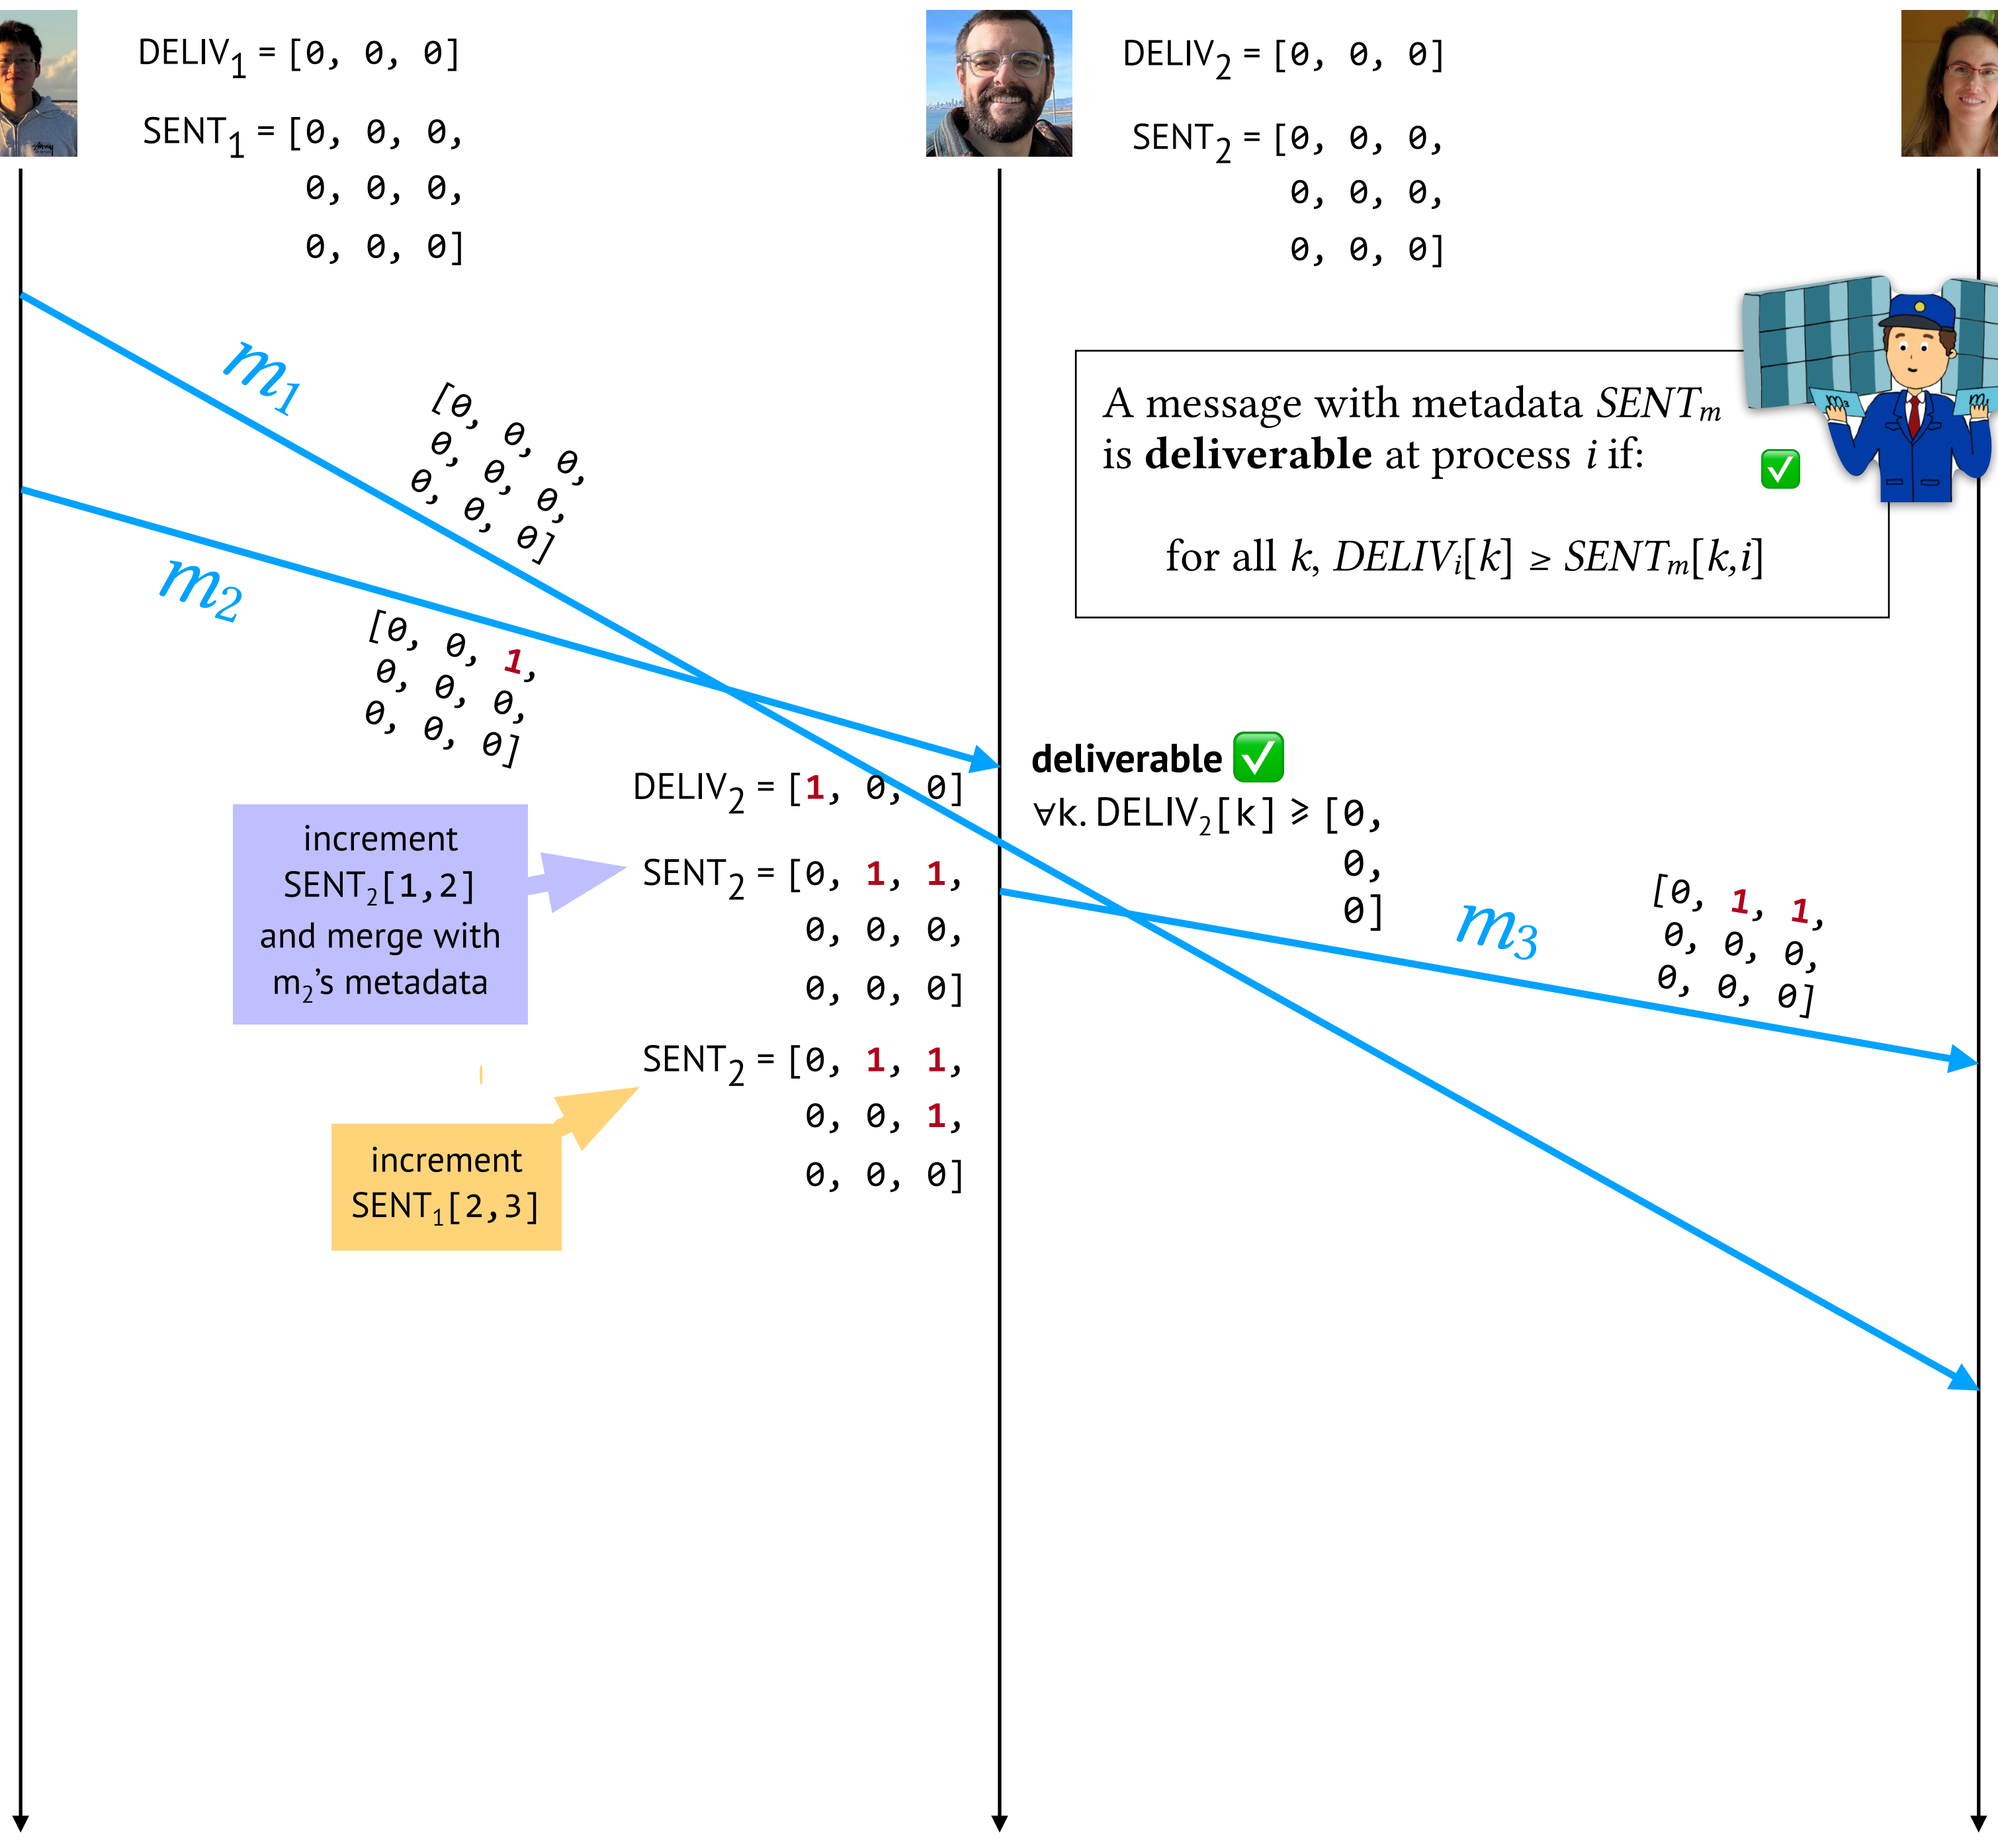 DELIV1 = [0, 0, 0]
SENT1 = [0, 0, 0,
0, 0, 0,
0, 0, 0]
DELIV2 = [0, 0, 0]
SENT2 = [0, 0, 0,
0, 0, 0,
0, 0, 0]
m1
[0, 0, 0,
0, 0, 0,
0, 0, 0]
A message with metadata SENTm
is deliverable at process i if:
for all k, DELIVi[k] ≥ SENTm[k,i]
m3
m1
m2
[0, 0, 1,
0, 0, 0,
0, 0, 0]
deliverable
∀k. DELIV2[k] ⩾ [0,
0,
0]
DELIV2 = [1, 0, 0]
SENT2 = [0, 1, 1,
0, 0, 0,
0, 0, 0]
increment
SENT2[1,2]
and merge with
m2’s metadata
m3
[0, 1, 1,
0, 0, 0,
0, 0, 0]
SENT2 = [0, 1, 1,
0, 0, 1,
0, 0, 0]
increment
SENT1[2,3]